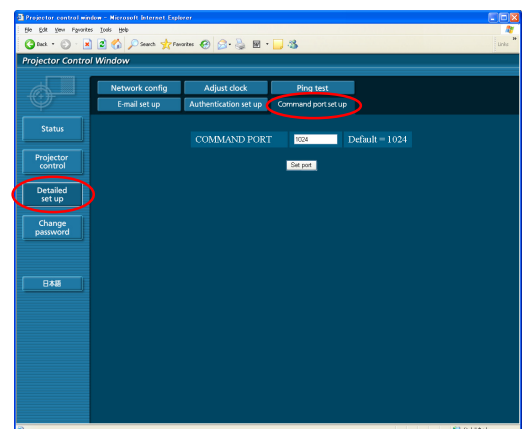 Projector control window - Microsoft Internet Explorer
File Edit View Favorites Tools Help
Back Search Favorites Links
Projector Control Window
Network config Adjust clock Ping test
E-mail set up Authentication set up Command port set up
Status
COMMAND PORT 1024 Default = 1024
Set port
Projector
control
Detailed
set up
Change
password
日本語